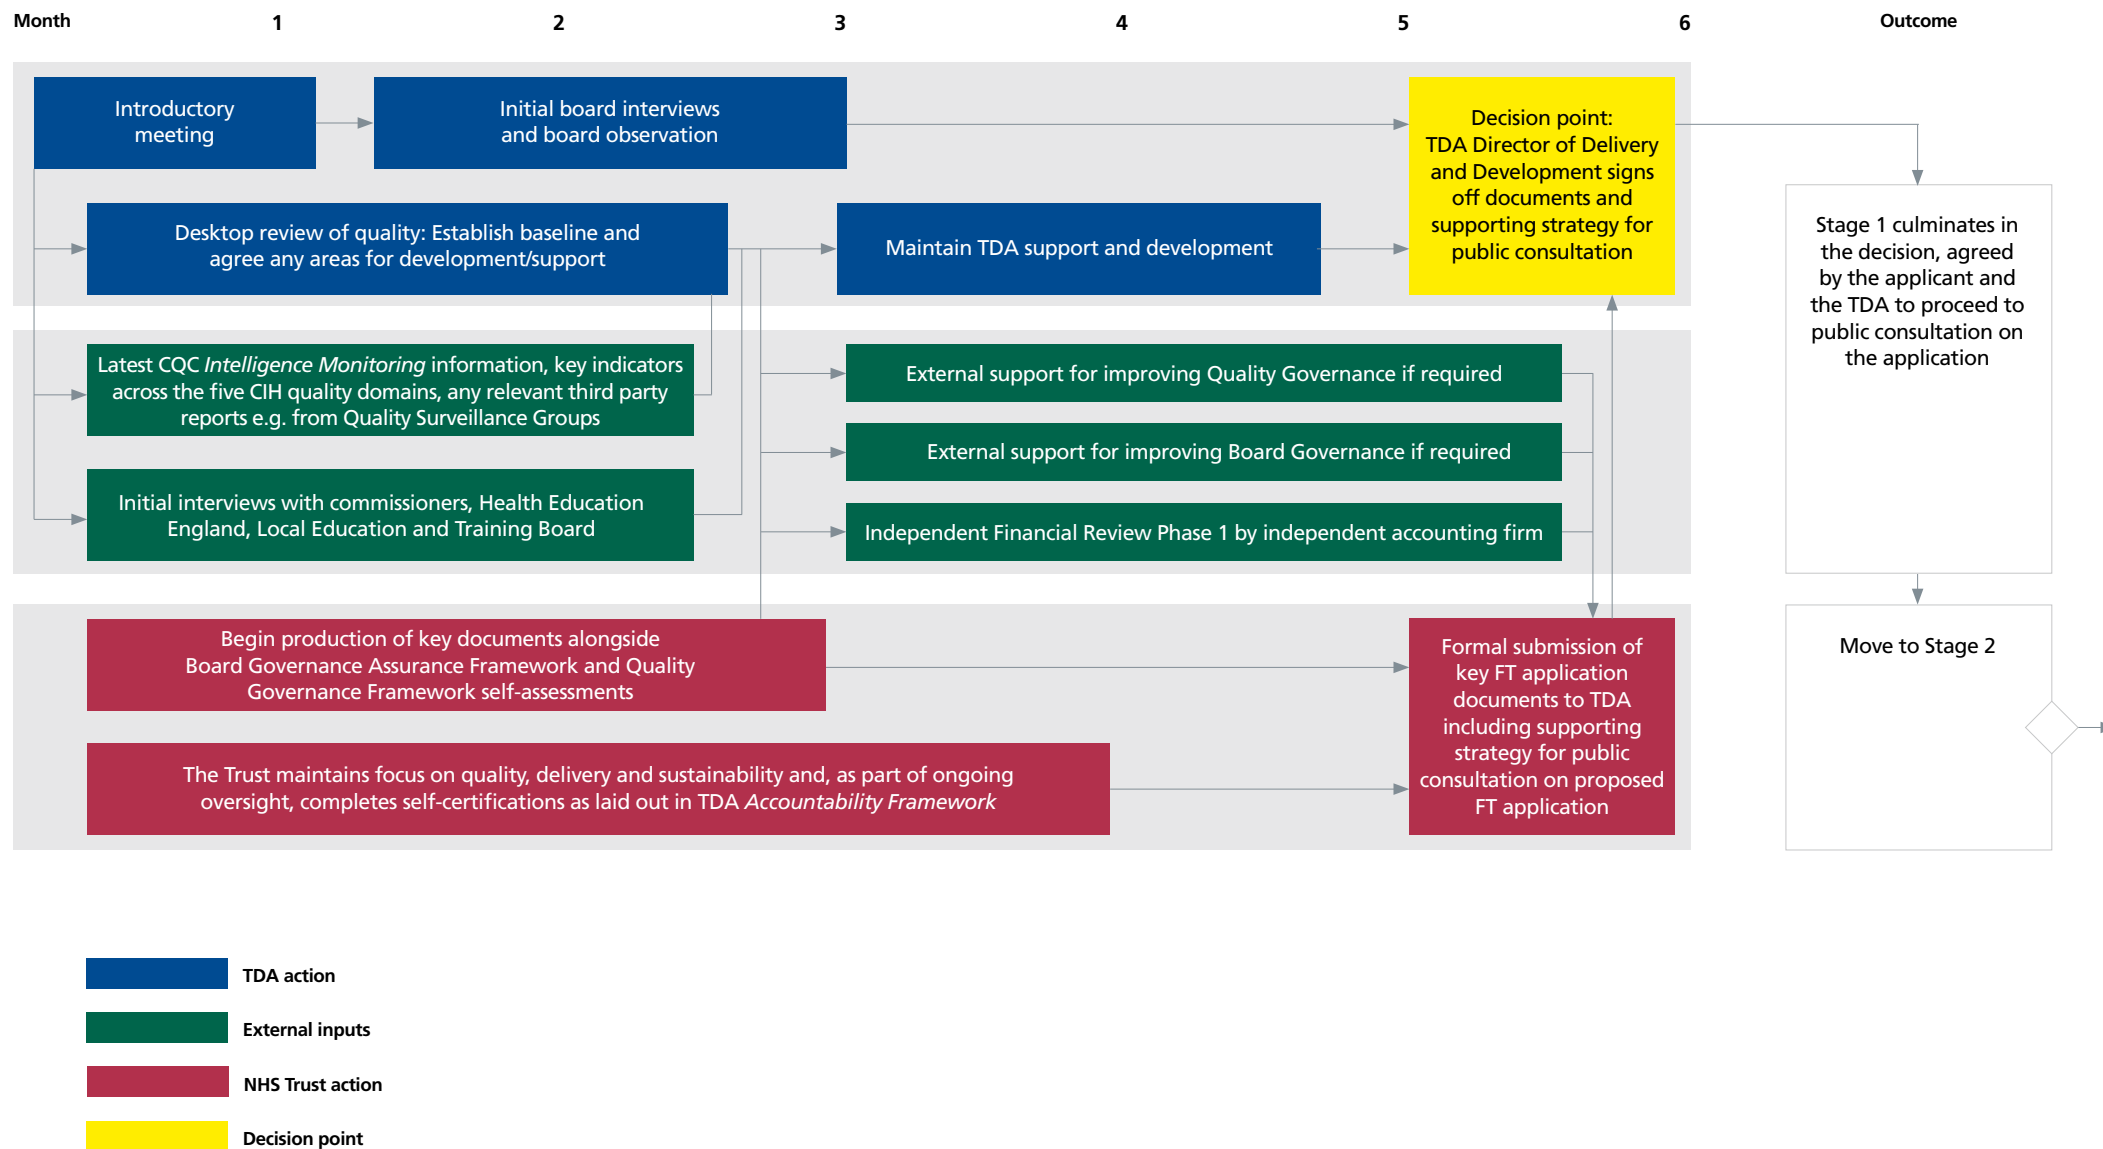 Month 1 2 3 4 5 6 Outcome
Introductory
meeting
Initial board interviews
and board observation
Decision point:
TDA Director of Delivery
and Development signs
off documents and
supporting strategy for
public consultation
Desktop review of quality: Establish baseline and
agree any areas for development/support
Maintain TDA support and development
Stage 1 culminates in
the decision, agreed
by the applicant and
the TDA to proceed to
public consultation on
the application
Latest CQC Intelligence Monitoring information, key indicators
across the five CIH quality domains, any relevant third party
reports e.g. from Quality Surveillance Groups
External support for improving Quality Governance if required
External support for improving Board Governance if required
Initial interviews with commissioners, Health Education
England, Local Education and Training Board
Independent Financial Review Phase 1 by independent accounting firm
Begin production of key documents alongside
Board Governance Assurance Framework and Quality
Governance Framework self-assessments
Formal submission of
key FT application
documents to TDA
including supporting
strategy for public
consultation on proposed
FT application
Move to Stage 2
The Trust maintains focus on quality, delivery and sustainability and, as part of ongoing
oversight, completes self-certifications as laid out in TDA Accountability Framework
TDA action
External inputs
NHS Trust action
Decision point